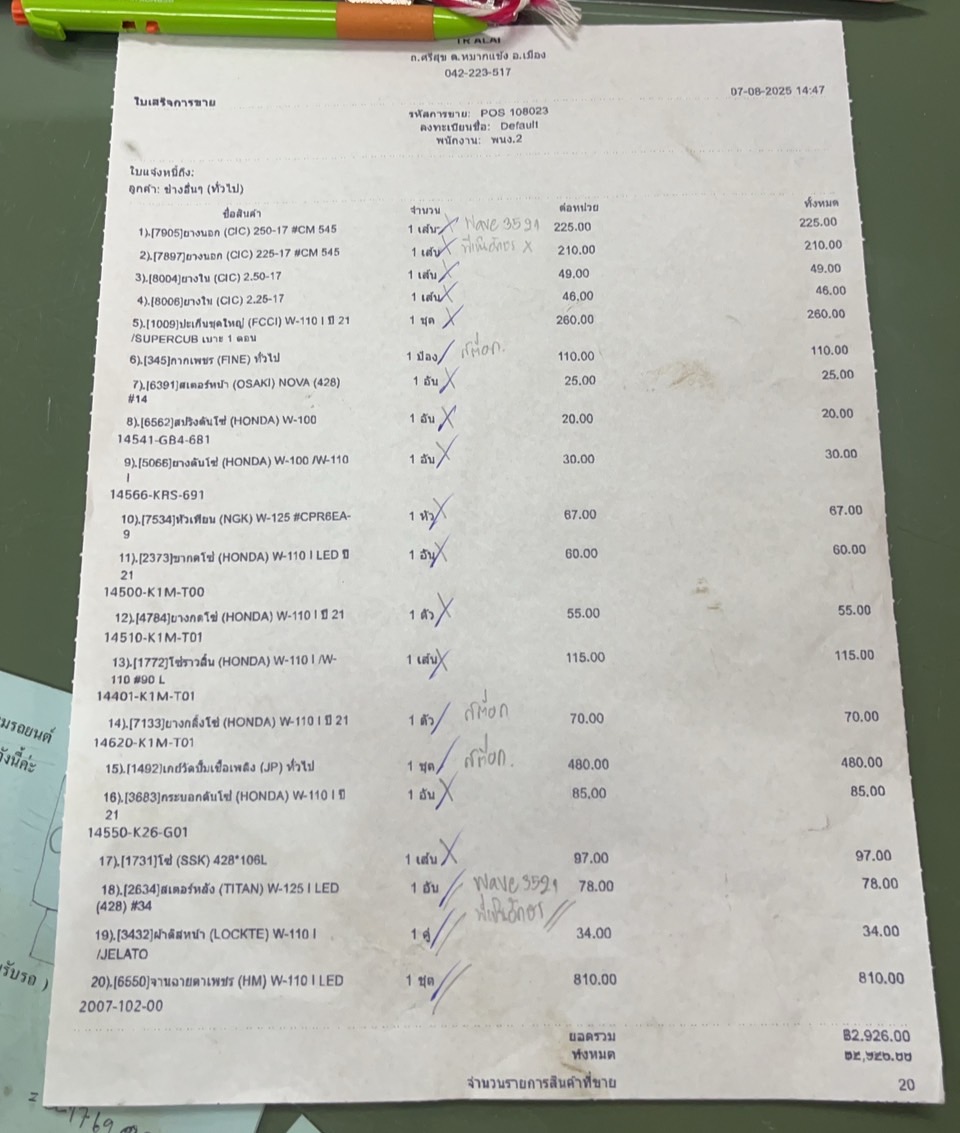 ถ.ศรีสุข ต.หมากแข้ง อ.เมือง
042-223-517
07-08-2025 14:47
ใบเสร็จการขาย
รหัสการขาย: POS 108023
ลงทะเบียนชื่อ: Default
พนักงาน: พนง.2
ใบแจ้งหนี้ถึง:
ลูกค้า: ช่างอื่นๆ (ทั่วไป)
ชื่อสินค้า จำนวน ต่อหน่วย ทั้งหมด
1).[7905]ยางนอก (CIC) 250-17 #CM 545 1 เส้น Wave 3591 225.00 225.00
2).[7897]ยางนอก (CIC) 225-17 #CM 545 1 เส้น X 210.00 210.00
3).[8004]ยางใน (CIC) 2.50-17 1 เส้น 49.00 49.00
4).[8006]ยางใน (CIC) 2.25-17 1 เส้น 46.00 46.00
5).[1009]ปะเก็นชุดใหญ่ (FCCI) W-110 I ปี 21 1 ชุด 260.00 260.00
/SUPERCUB เบาะ 1 ตอน
6).[345]กากเพชร (FINE) ทั่วไป 1 ป๋อง สต๊อก. 110.00 110.00
7).[6391]สเตอร์หน้า (OSAKI) NOVA (428) 1 อัน 25.00 25.00
#14
8).[6562]สปริงดันโซ่ (HONDA) W-100 1 อัน 20.00 20.00
14541-GB4-681
9).[5066]ยางดันโซ่ (HONDA) W-100 /W-110 1 อัน 30.00 30.00
I
14566-KRS-691
10).[7534]หัวเทียน (NGK) W-125 #CPR6EA- 1 หัว 67.00 67.00
9
11).[2373]ขากดโซ่ (HONDA) W-110 I LED ปี 1 อัน 60.00 60.00
21
14500-K1M-T00
12).[4784]ยางกดโซ่ (HONDA) W-110 I ปี 21 1 ตัว 55.00 55.00
14510-K1M-T01
13).[1772]โซ่ราวลิ้น (HONDA) W-110 I /W- 1 เส้น 115.00 115.00
110 #90 L
14401-K1M-T01
14).[7133]ยางกลิ้งโซ่ (HONDA) W-110 I ปี 21 1 ตัว สต๊อก 70.00 70.00
14620-K1M-T01
15).[1492]เกย์วัดปั๊มเชื้อเพลิง (JP) ทั่วไป 1 ชุด สต๊อก. 480.00 480.00
16).[3683]กระบอกดันโซ่ (HONDA) W-110 I ปี 1 อัน 85.00 85.00
21
14550-K26-G01
17).[1731]โซ่ (SSK) 428*106L 1 เส้น 97.00 97.00
18).[2634]สเตอร์หลัง (TITAN) W-125 I LED 1 อัน Wave 3591 78.00 78.00
(428) #34
19).[3432]ผ้าดิสหน้า (LOCKTE) W-110 I 1 คู่ 34.00 34.00
/JELATO
20).[6550]จานฉายตาเพชร (HM) W-110 I LED 1 ชุด 810.00 810.00
2007-102-00
ยอดรวม ฿2,926.00
ทั้งหมด ฿๒,๙๒๖.๐๐
จำนวนรายการสินค้าที่ขาย 20